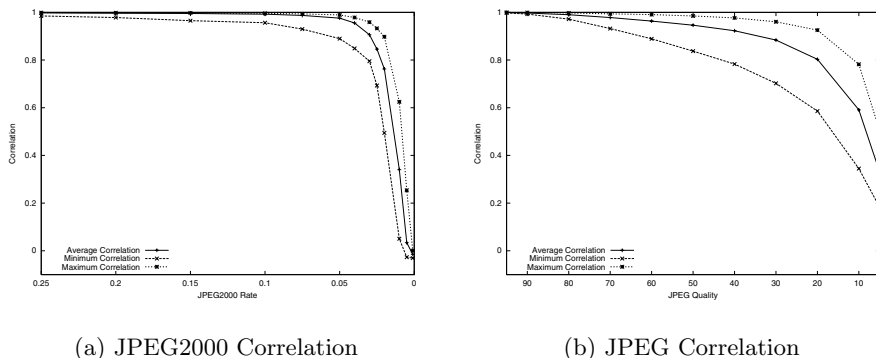 1
0.8
0.6
0.4
0.2
0
Correlation
Average Correlation
Minimum Correlation
Maximum Correlation
0.25 0.2 0.15 0.1 0.05 0
JPEG2000 Rate
(a) JPEG2000 Correlation
1
0.8
0.6
0.4
0.2
0
Correlation
Average Correlation
Minimum Correlation
Maximum Correlation
90 80 70 60 50 40 30 20 10
JPEG Quality
(b) JPEG Correlation